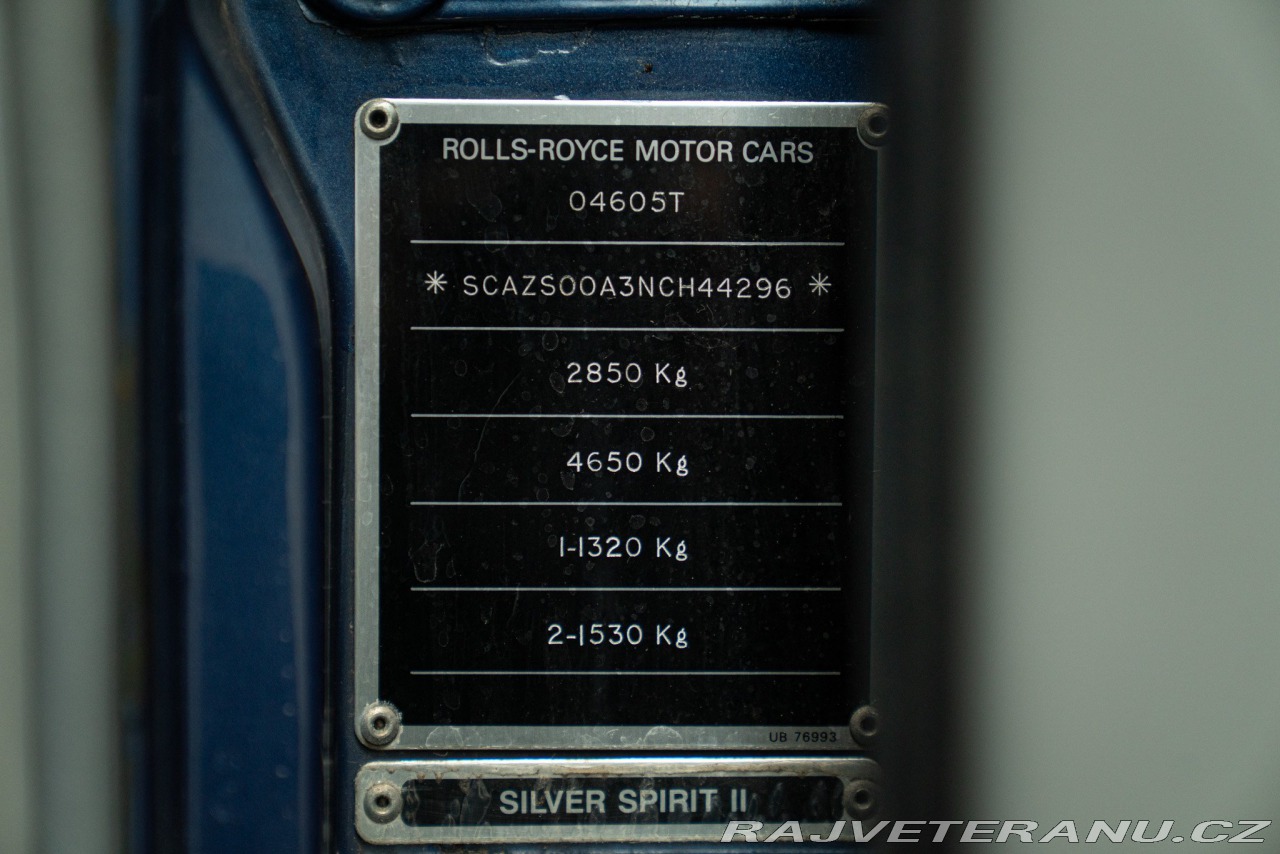 ROLLS-ROYCE MOTOR CARS
04605T
* SCAZS00A3NCH44296 *
2850 Kg
4650 Kg
1-1320 Kg
2-1530 Kg
UB 76993
SILVER SPIRIT II
RAJVETERANU.CZ